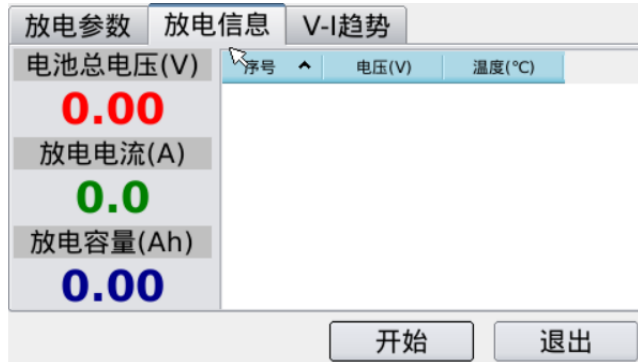 放电参数 放电信息 V-I趋势
电池总电压(V)
序号 电压(V) 温度(℃)
0.00
放电电流(A)
0.0
放电容量(Ah)
0.00
开始 退出